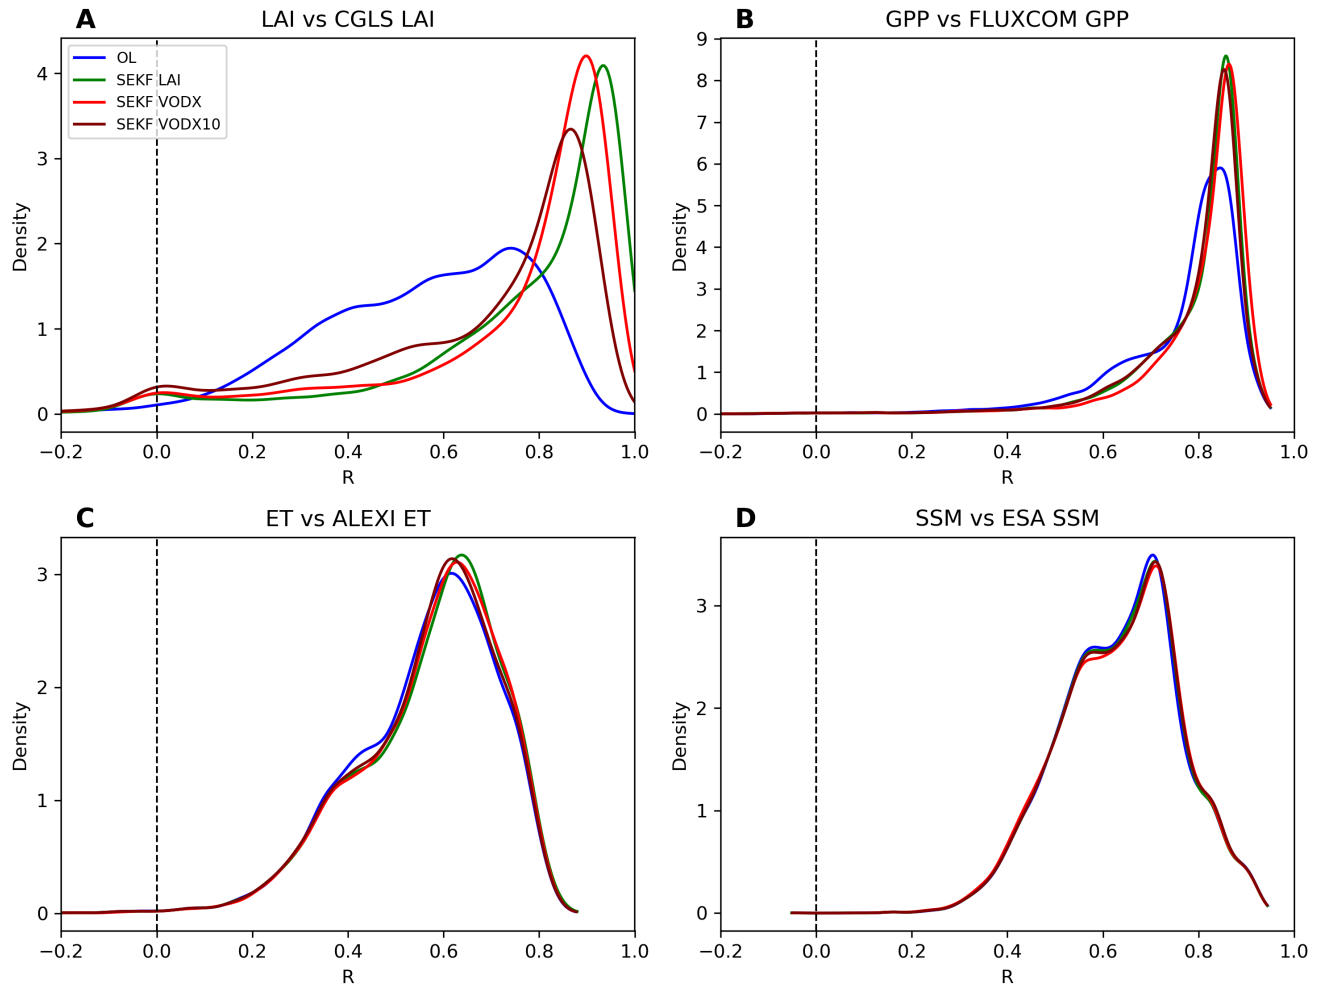 A LAI vs CGLS LAI
4
3
2
1
0
Density
OL
SEKF LAI
SEKF VODX
SEKF VODX10
−0.2 0.0 0.2 0.4 0.6 0.8 1.0
R
B GPP vs FLUXCOM GPP
9
8
7
6
5
4
3
2
1
0
Density
−0.2 0.0 0.2 0.4 0.6 0.8 1.0
R
C ET vs ALEXI ET
3
2
1
0
Density
−0.2 0.0 0.2 0.4 0.6 0.8 1.0
R
D SSM vs ESA SSM
3
2
1
0
Density
−0.2 0.0 0.2 0.4 0.6 0.8 1.0
R